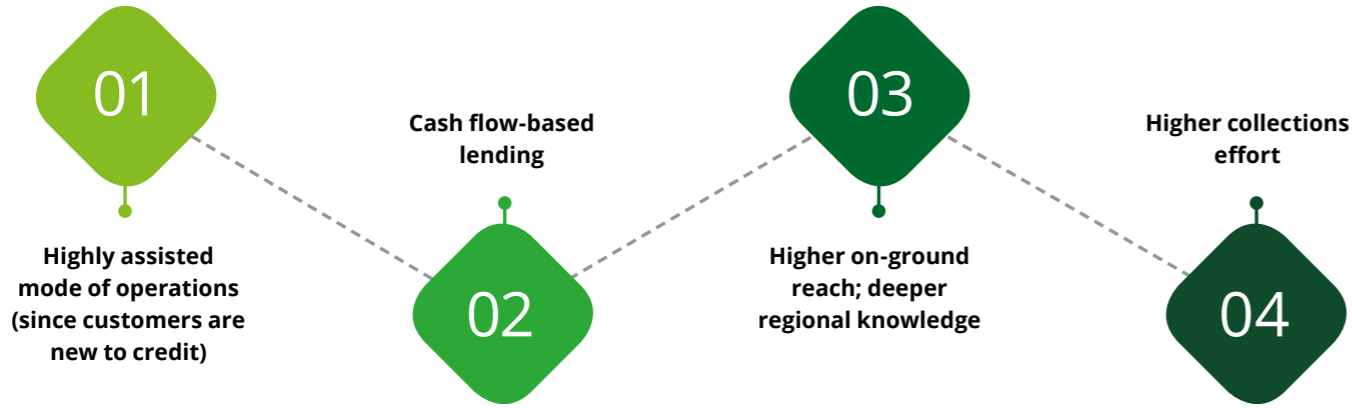 01
Highly assisted
mode of operations
(since customers are
new to credit)
Cash flow-based
lending
02
03
Higher on-ground
reach; deeper
regional knowledge
Higher collections
effort
04